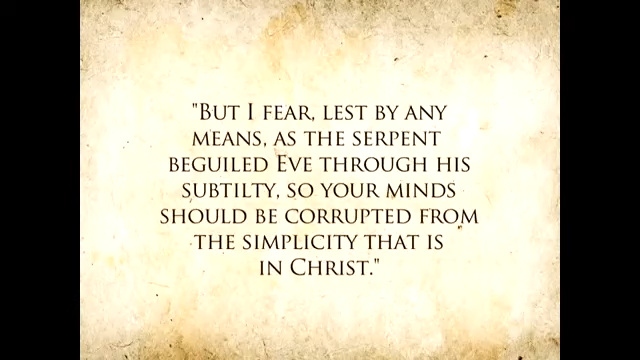 "But I fear, lest by any
means, as the serpent
beguiled Eve through his
subtilty, so your minds
should be corrupted from
the simplicity that is
in Christ."